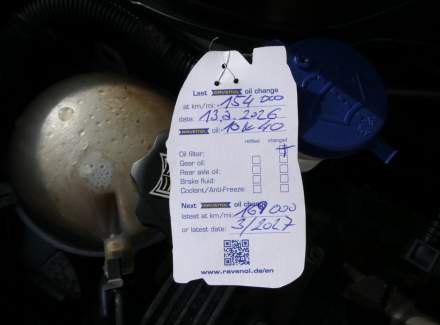 Last RAVENOL oil change
at km/mi: 154 000
date: 13.2.2026
RAVENOL oil: 10W40
refilled changed
Oil filter:
Gear oil:
Rear axle oil:
Brake fluid:
Coolant/Anti-Freeze:
Next RAVENOL oil change
latest at km/mi: 164 000
or latest date: 3/2027
www.ravenol.de/en